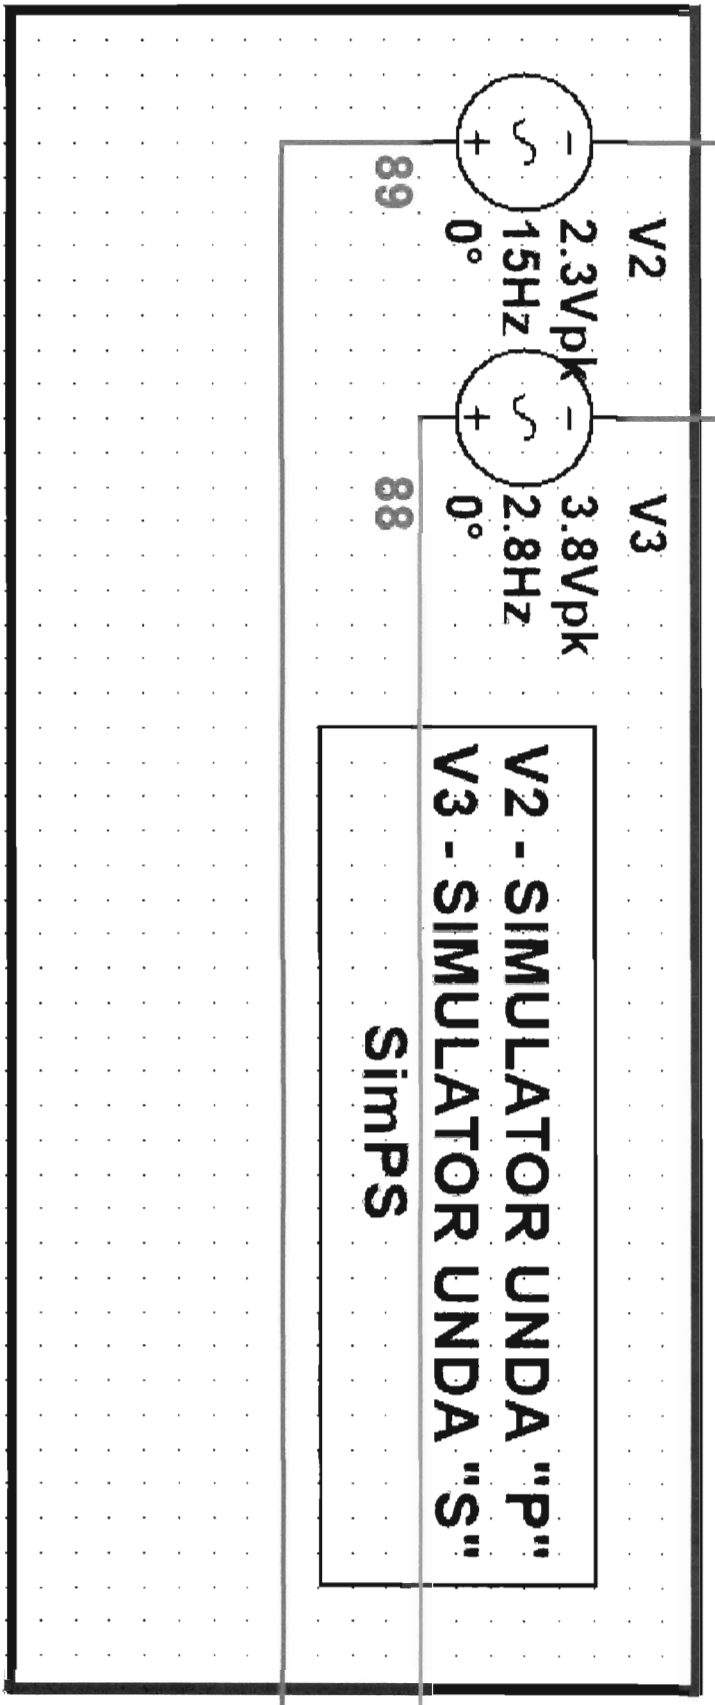 V2
2.3Vpk
15Hz
0°
89
V3
3.8Vpk
2.8Hz
0°
88
V2 - SIMULATOR UNDA "P"
V3 - SIMULATOR UNDA "S"
SimPS